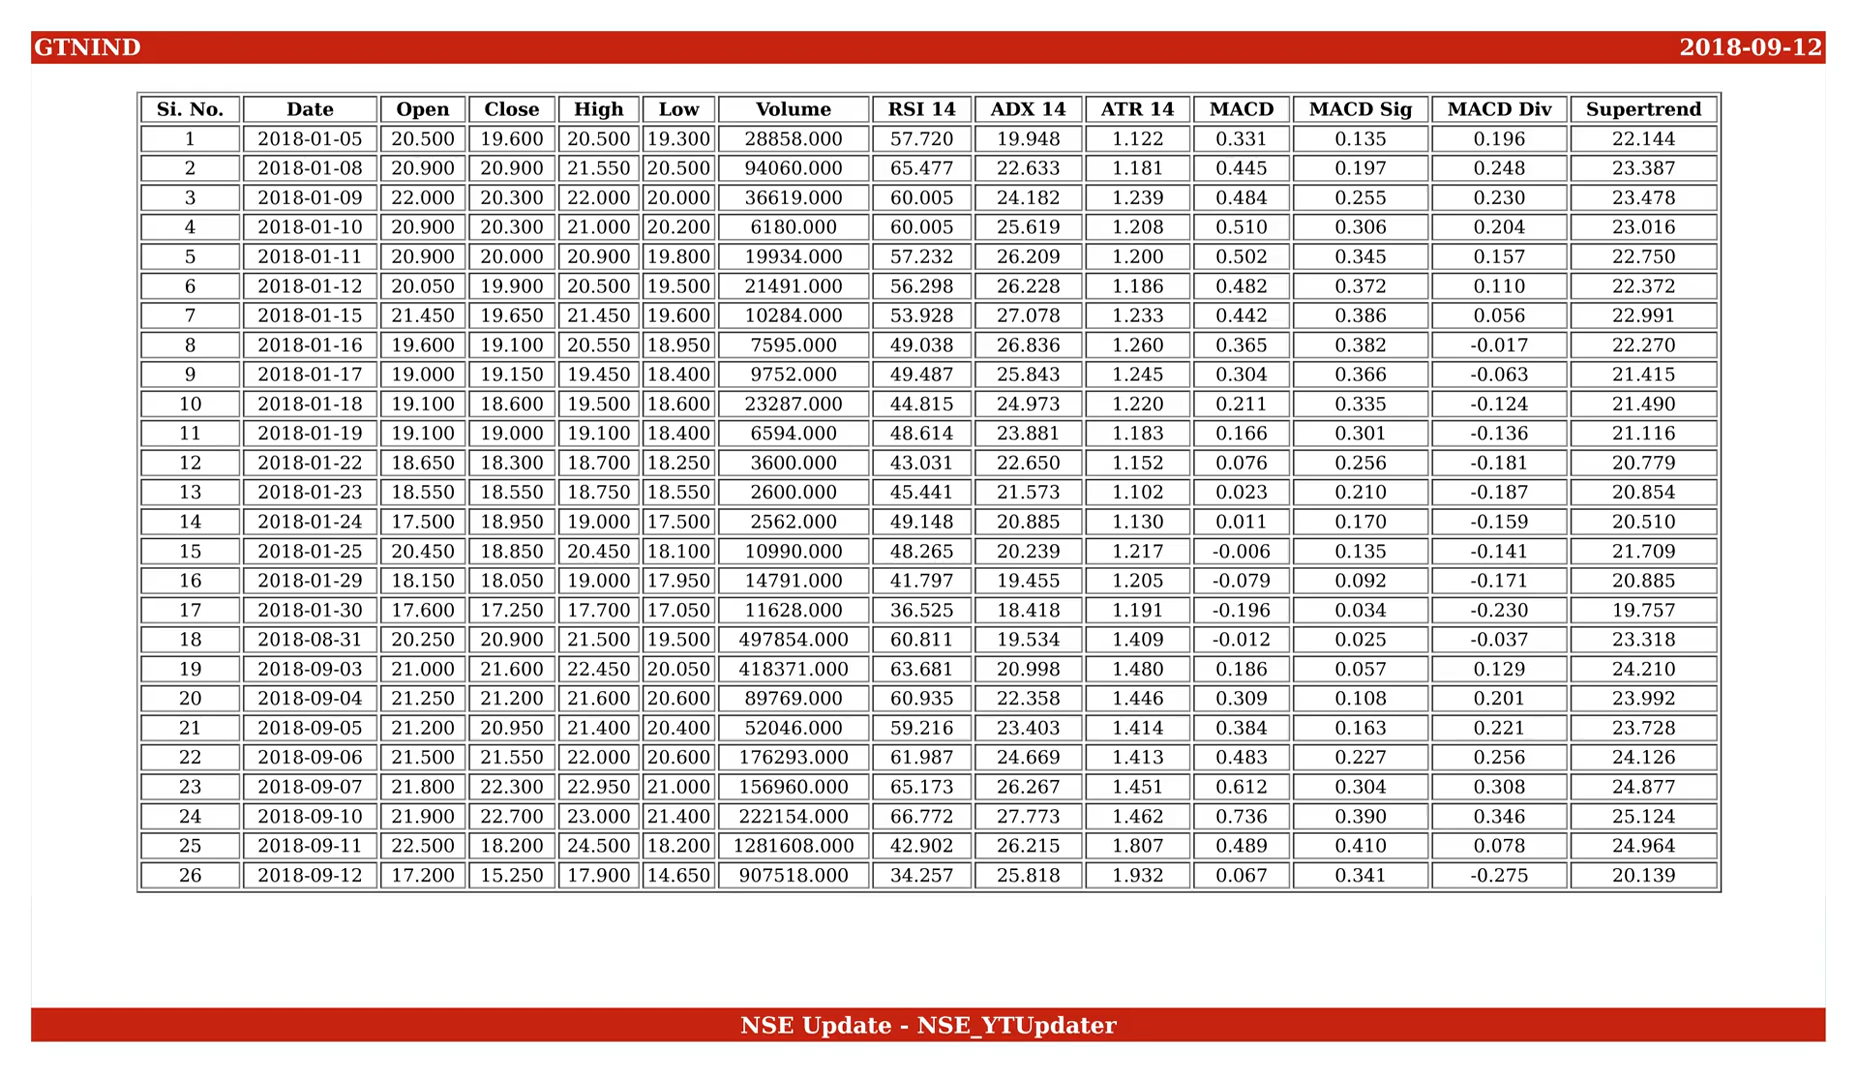 GTNIND 2018-09-12
Si. No. Date Open Close High Low Volume RSI 14 ADX 14 ATR 14 MACD MACD Sig MACD Div Supertrend
1 2018-01-05 20.500 19.600 20.500 19.300 28858.000 57.720 19.948 1.122 0.331 0.135 0.196 22.144
2 2018-01-08 20.900 20.900 21.550 20.500 94060.000 65.477 22.633 1.181 0.445 0.197 0.248 23.387
3 2018-01-09 22.000 20.300 22.000 20.000 36619.000 60.005 24.182 1.239 0.484 0.255 0.230 23.478
4 2018-01-10 20.900 20.300 21.000 20.200 6180.000 60.005 25.619 1.208 0.510 0.306 0.204 23.016
5 2018-01-11 20.900 20.000 20.900 19.800 19934.000 57.232 26.209 1.200 0.502 0.345 0.157 22.750
6 2018-01-12 20.050 19.900 20.500 19.500 21491.000 56.298 26.228 1.186 0.482 0.372 0.110 22.372
7 2018-01-15 21.450 19.650 21.450 19.600 10284.000 53.928 27.078 1.233 0.442 0.386 0.056 22.991
8 2018-01-16 19.600 19.100 20.550 18.950 7595.000 49.038 26.836 1.260 0.365 0.382 -0.017 22.270
9 2018-01-17 19.000 19.150 19.450 18.400 9752.000 49.487 25.843 1.245 0.304 0.366 -0.063 21.415
10 2018-01-18 19.100 18.600 19.500 18.600 23287.000 44.815 24.973 1.220 0.211 0.335 -0.124 21.490
11 2018-01-19 19.100 19.000 19.100 18.400 6594.000 48.614 23.881 1.183 0.166 0.301 -0.136 21.116
12 2018-01-22 18.650 18.300 18.700 18.250 3600.000 43.031 22.650 1.152 0.076 0.256 -0.181 20.779
13 2018-01-23 18.550 18.550 18.750 18.550 2600.000 45.441 21.573 1.102 0.023 0.210 -0.187 20.854
14 2018-01-24 17.500 18.950 19.000 17.500 2562.000 49.148 20.885 1.130 0.011 0.170 -0.159 20.510
15 2018-01-25 20.450 18.850 20.450 18.100 10990.000 48.265 20.239 1.217 -0.006 0.135 -0.141 21.709
16 2018-01-29 18.150 18.050 19.000 17.950 14791.000 41.797 19.455 1.205 -0.079 0.092 -0.171 20.885
17 2018-01-30 17.600 17.250 17.700 17.050 11628.000 36.525 18.418 1.191 -0.196 0.034 -0.230 19.757
18 2018-08-31 20.250 20.900 21.500 19.500 497854.000 60.811 19.534 1.409 -0.012 0.025 -0.037 23.318
19 2018-09-03 21.000 21.600 22.450 20.050 418371.000 63.681 20.998 1.480 0.186 0.057 0.129 24.210
20 2018-09-04 21.250 21.200 21.600 20.600 89769.000 60.935 22.358 1.446 0.309 0.108 0.201 23.992
21 2018-09-05 21.200 20.950 21.400 20.400 52046.000 59.216 23.403 1.414 0.384 0.163 0.221 23.728
22 2018-09-06 21.500 21.550 22.000 20.600 176293.000 61.987 24.669 1.413 0.483 0.227 0.256 24.126
23 2018-09-07 21.800 22.300 22.950 21.000 156960.000 65.173 26.267 1.451 0.612 0.304 0.308 24.877
24 2018-09-10 21.900 22.700 23.000 21.400 222154.000 66.772 27.773 1.462 0.736 0.390 0.346 25.124
25 2018-09-11 22.500 18.200 24.500 18.200 1281608.000 42.902 26.215 1.807 0.489 0.410 0.078 24.964
26 2018-09-12 17.200 15.250 17.900 14.650 907518.000 34.257 25.818 1.932 0.067 0.341 -0.275 20.139
NSE Update - NSE_YTUpdater